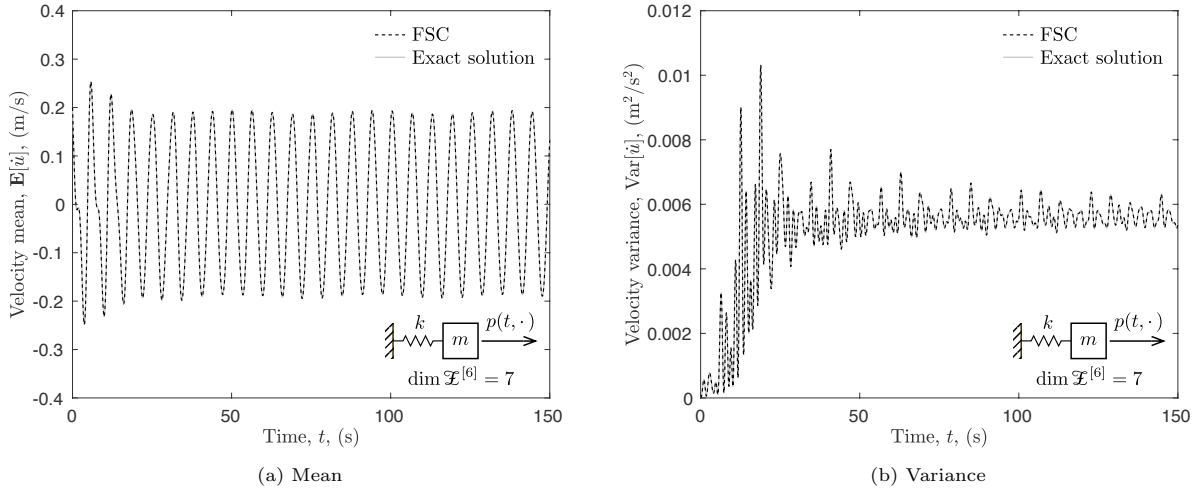 0.4
0.3
0.2
0.1
0
-0.1
-0.2
-0.3
-0.4
Velocity mean, E[u̇], (m/s)
FSC
Exact solution
k
m
p(t, ·)
dim 𝓩^[6] = 7
0 50 100 150
Time, t, (s)
(a) Mean
0.012
0.01
0.008
0.006
0.004
0.002
0
Velocity variance, Var[u̇], (m²/s²)
FSC
Exact solution
k
m
p(t, ·)
dim 𝓩^[6] = 7
0 50 100 150
Time, t, (s)
(b) Variance